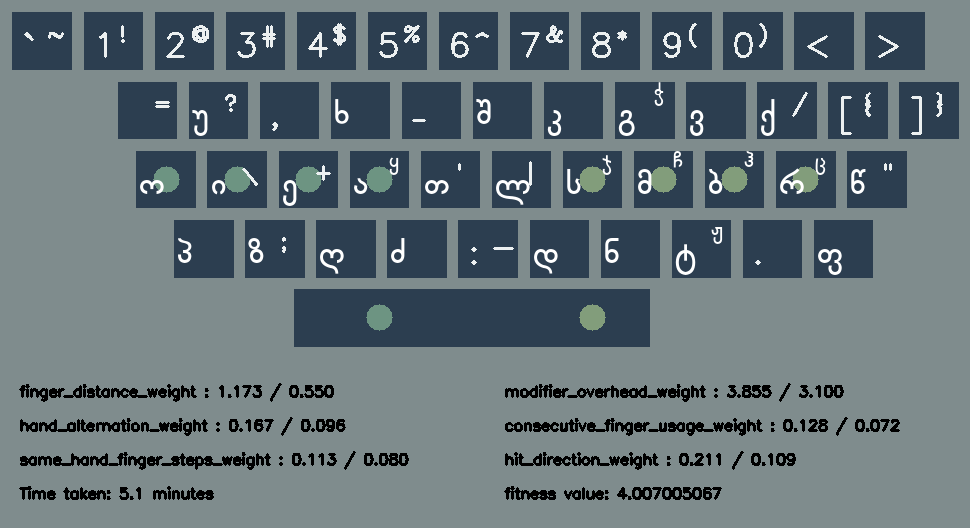 ` ~ 1 ! 2 @ 3 # 4 $ 5 % 6 ^ 7 & 8 * 9 ( 0 ) < >
= უ ? , ხ _ შ კ გ ჭ ვ ქ / [ { ] }
ო ი \ ე + ა ყ თ ' ლ | ს ჯ მ ჩ ბ ჰ რ ც წ "
პ ზ ; ღ ძ : — დ ნ ტ ჟ . ფ
finger_distance_weight : 1.173 / 0.550
modifier_overhead_weight : 3.855 / 3.100
hand_alternation_weight : 0.167 / 0.096
consecutive_finger_usage_weight : 0.128 / 0.072
same_hand_finger_steps_weight : 0.113 / 0.080
hit_direction_weight : 0.211 / 0.109
Time taken: 5.1 minutes
fitness value: 4.007005067